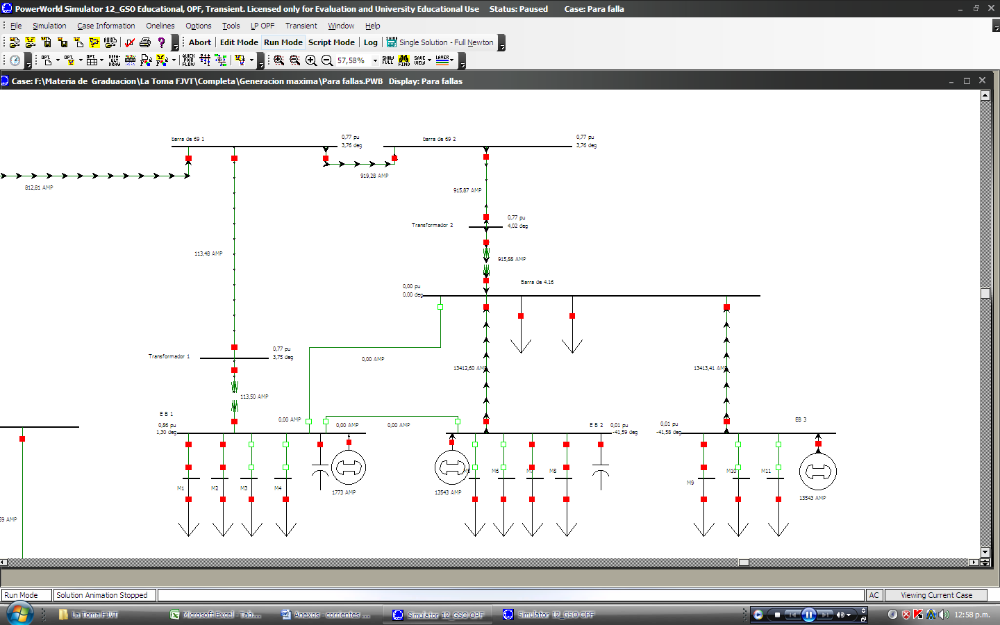 PowerWorld Simulator 12_GSO Educational, OPF, Transient. Licensed only for Evaluation and University Educational Use Status: Paused Case: Para falla
File Simulation Case Information Onelines Options Tools LP OPF Transient Window Help
Abort Edit Mode Run Mode Script Mode Log Single Solution - Full Newton
57,58%
Case: F:\Materia de Graduacion\La Toma FJVT\Completa\Generacion maxima\Para fallas.PWB Display: Para fallas
barra de 69 1
0,77 pu
3,76 deg
barra de 69 2
0,77 pu
3,76 deg
919,28 AMP
812,81 AMP
915,87 AMP
Transformador 2
0,77 pu
4,02 deg
113,48 AMP
915,88 AMP
0,00 pu
0,00 deg
Barra de 4.16
Transformador 1
0,77 pu
3,75 deg
0,00 AMP
13412,60 AMP
13413,41 AMP
113,50 AMP
E B 1
0,86 pu
1,30 deg
0,00 AMP
0,00 AMP
0,00 AMP
E B 2
0,01 pu
-41,59 deg
0,01 pu
-41,58 deg
EB 3
M1
M2
M3
M4
1773 AMP
13543 AMP
M5
M6
M7
M8
M9
M10
M11
13543 AMP
59 AMP
Run Mode
Solution Animation Stopped
AC
Viewing Current Case
La Toma FJVT
Microsoft Excel - Tab...
Anexos - corrientes ...
Simulator 12_GSO OPF
Simulator 12_GSO OPF
12:58 p.m.